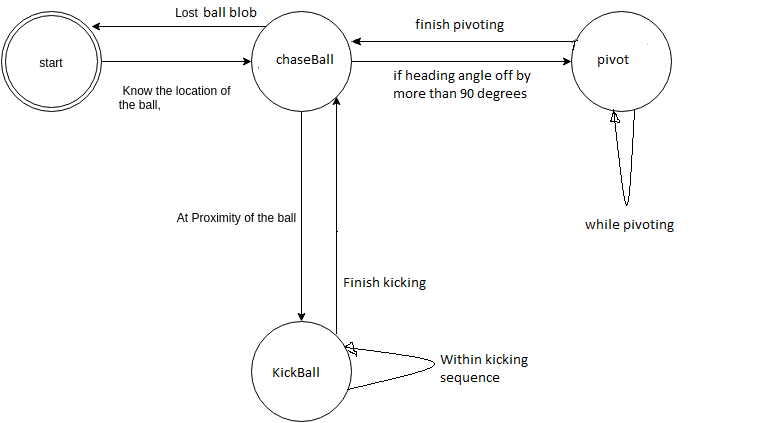 Lost ball blob
finish pivoting
start
chaseBall
pivot
if heading angle off by
more than 90 degrees
Know the location of
the ball,
At Proximity of the ball
while pivoting
Finish kicking
KickBall
Within kicking
sequence